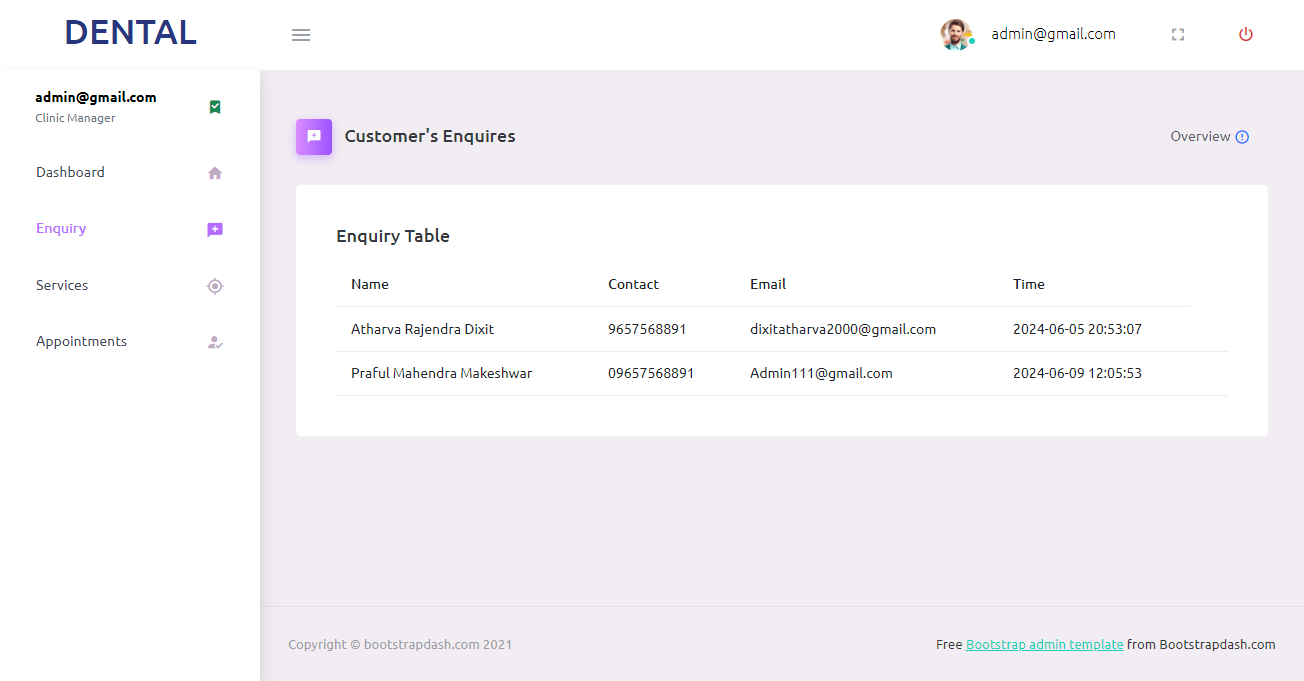 DENTAL
admin@gmail.com
admin@gmail.com
Clinic Manager
Dashboard
Enquiry
Services
Appointments
Customer's Enquires
Overview
Enquiry Table
Name Contact Email Time
Atharva Rajendra Dixit 9657568891 dixitatharva2000@gmail.com 2024-06-05 20:53:07
Praful Mahendra Makeshwar 09657568891 Admin111@gmail.com 2024-06-09 12:05:53
Copyright © bootstrapdash.com 2021
Free Bootstrap admin template from Bootstrapdash.com